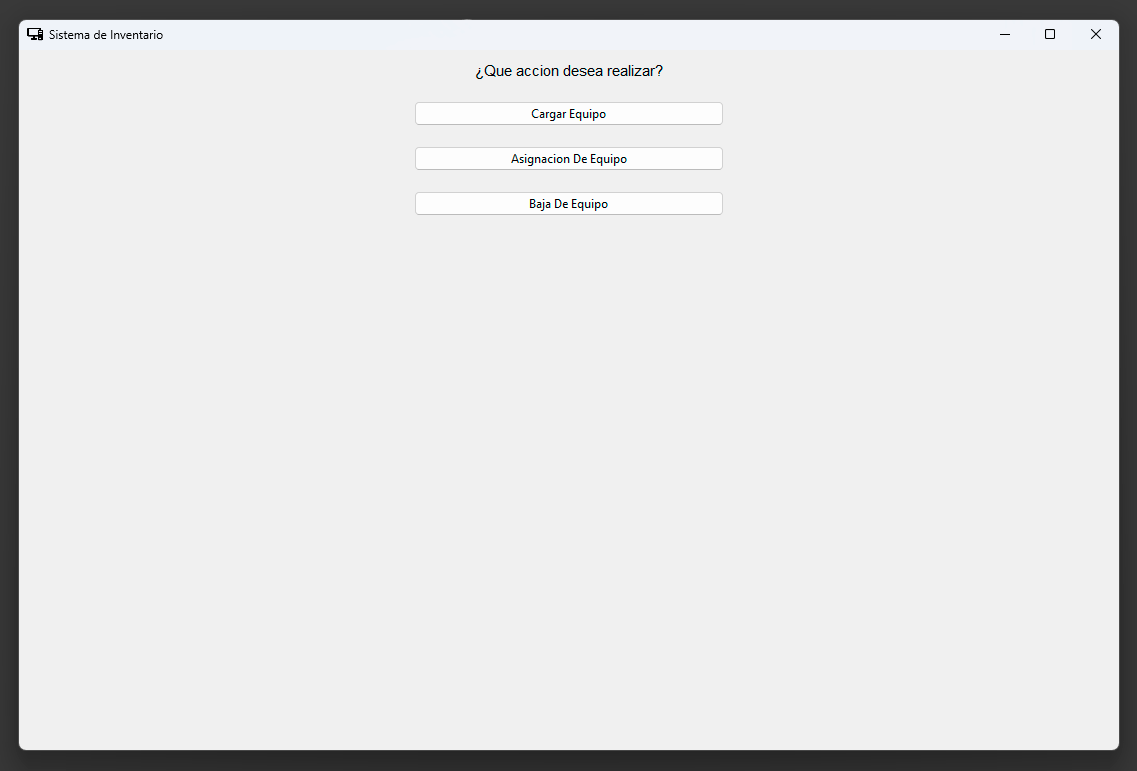 Sistema de Inventario
¿Que accion desea realizar?
Cargar Equipo
Asignacion De Equipo
Baja De Equipo